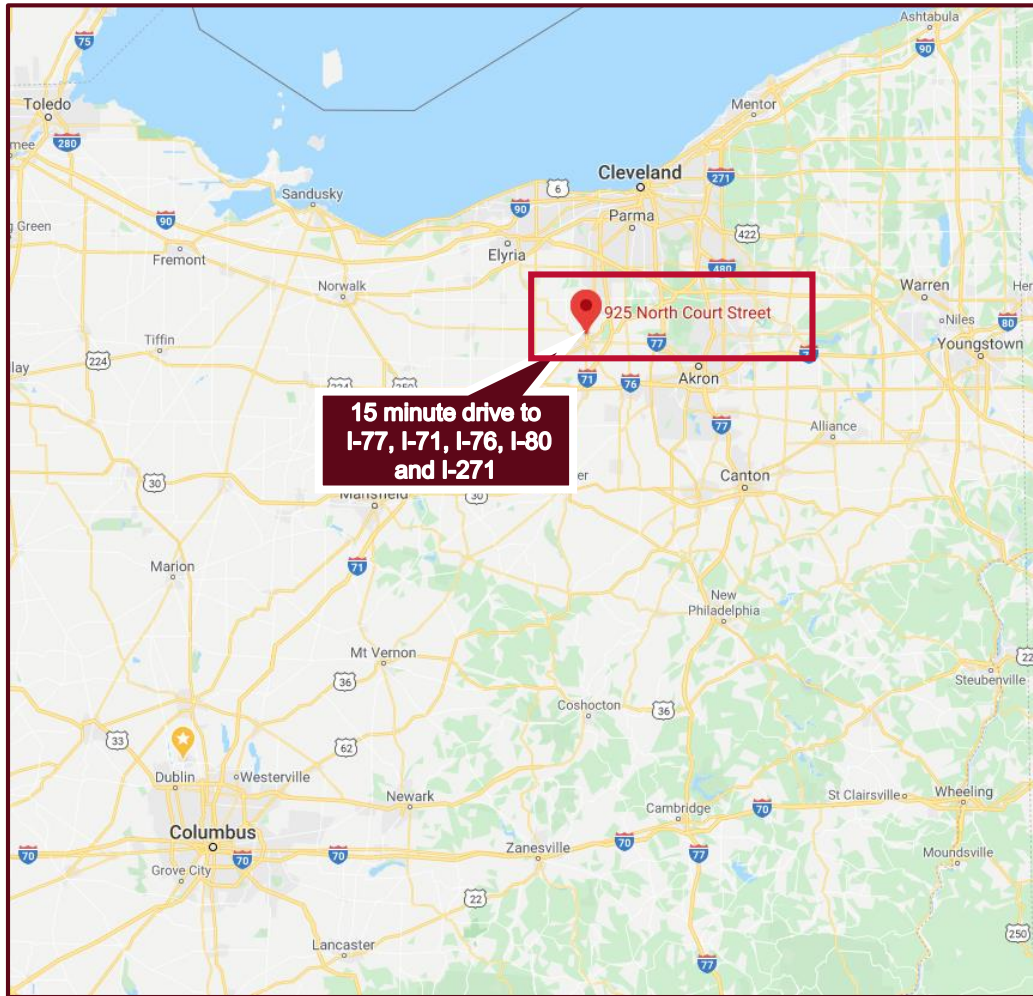 Ashtabula
75
90
Toledo
Mentor
mee
280
Cleveland
271
6
Sandusky
90
Parma
90
g Green
422
Elyria
Fremont
480
Norwalk
Warren
Her
925 North Court Street
Niles
80
Tiffin
77
Youngstown
224
lay
71
76
Akron
15 minute drive to
I-77, I-71, I-76, I-80
and I-271
77
Alliance
30
er
Canton
Mansfield
30
71
Marion
New
Philadelphia
Mt Vernon
22
36
Steubenville
Coshocton
36
33
62
Dublin
Westerville
Newark
St Clairsville
Wheeling
Cambridge
70
Columbus
70
70
70
70
Zanesville
77
Moundsville
Grove City
22
250
Lancaster
77